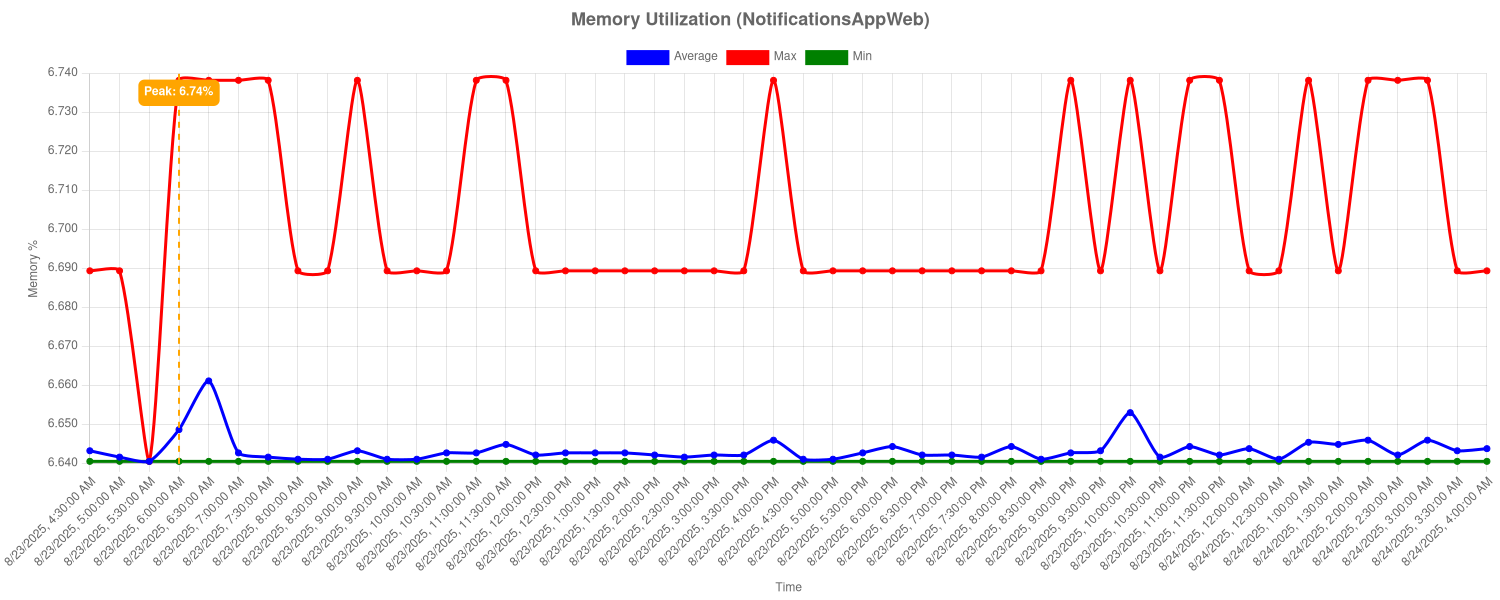 Memory Utilization (NotificationsAppWeb)
Average Max Min
6.740
Peak: 6.74%
6.730
6.720
6.710
6.700
6.690
6.680
6.670
6.660
6.650
6.640
Memory %
8/23/2025, 4:30:00 AM
8/23/2025, 5:00:00 AM
8/23/2025, 5:30:00 AM
8/23/2025, 6:00:00 AM
8/23/2025, 6:30:00 AM
8/23/2025, 7:00:00 AM
8/23/2025, 7:30:00 AM
8/23/2025, 8:00:00 AM
8/23/2025, 8:30:00 AM
8/23/2025, 9:00:00 AM
8/23/2025, 9:30:00 AM
8/23/2025, 10:00:00 AM
8/23/2025, 10:30:00 AM
8/23/2025, 11:00:00 AM
8/23/2025, 11:30:00 AM
8/23/2025, 12:00:00 PM
8/23/2025, 12:30:00 PM
8/23/2025, 1:00:00 PM
8/23/2025, 1:30:00 PM
8/23/2025, 2:00:00 PM
8/23/2025, 2:30:00 PM
8/23/2025, 3:00:00 PM
8/23/2025, 3:30:00 PM
8/23/2025, 4:00:00 PM
8/23/2025, 4:30:00 PM
8/23/2025, 5:00:00 PM
8/23/2025, 5:30:00 PM
8/23/2025, 6:00:00 PM
8/23/2025, 6:30:00 PM
8/23/2025, 7:00:00 PM
8/23/2025, 7:30:00 PM
8/23/2025, 8:00:00 PM
8/23/2025, 8:30:00 PM
8/23/2025, 9:00:00 PM
8/23/2025, 9:30:00 PM
8/23/2025, 10:00:00 PM
8/23/2025, 10:30:00 PM
8/23/2025, 11:00:00 PM
8/23/2025, 11:30:00 PM
8/24/2025, 12:00:00 AM
8/24/2025, 12:30:00 AM
8/24/2025, 1:00:00 AM
8/24/2025, 1:30:00 AM
8/24/2025, 2:00:00 AM
8/24/2025, 2:30:00 AM
8/24/2025, 3:00:00 AM
8/24/2025, 3:30:00 AM
8/24/2025, 4:00:00 AM
Time